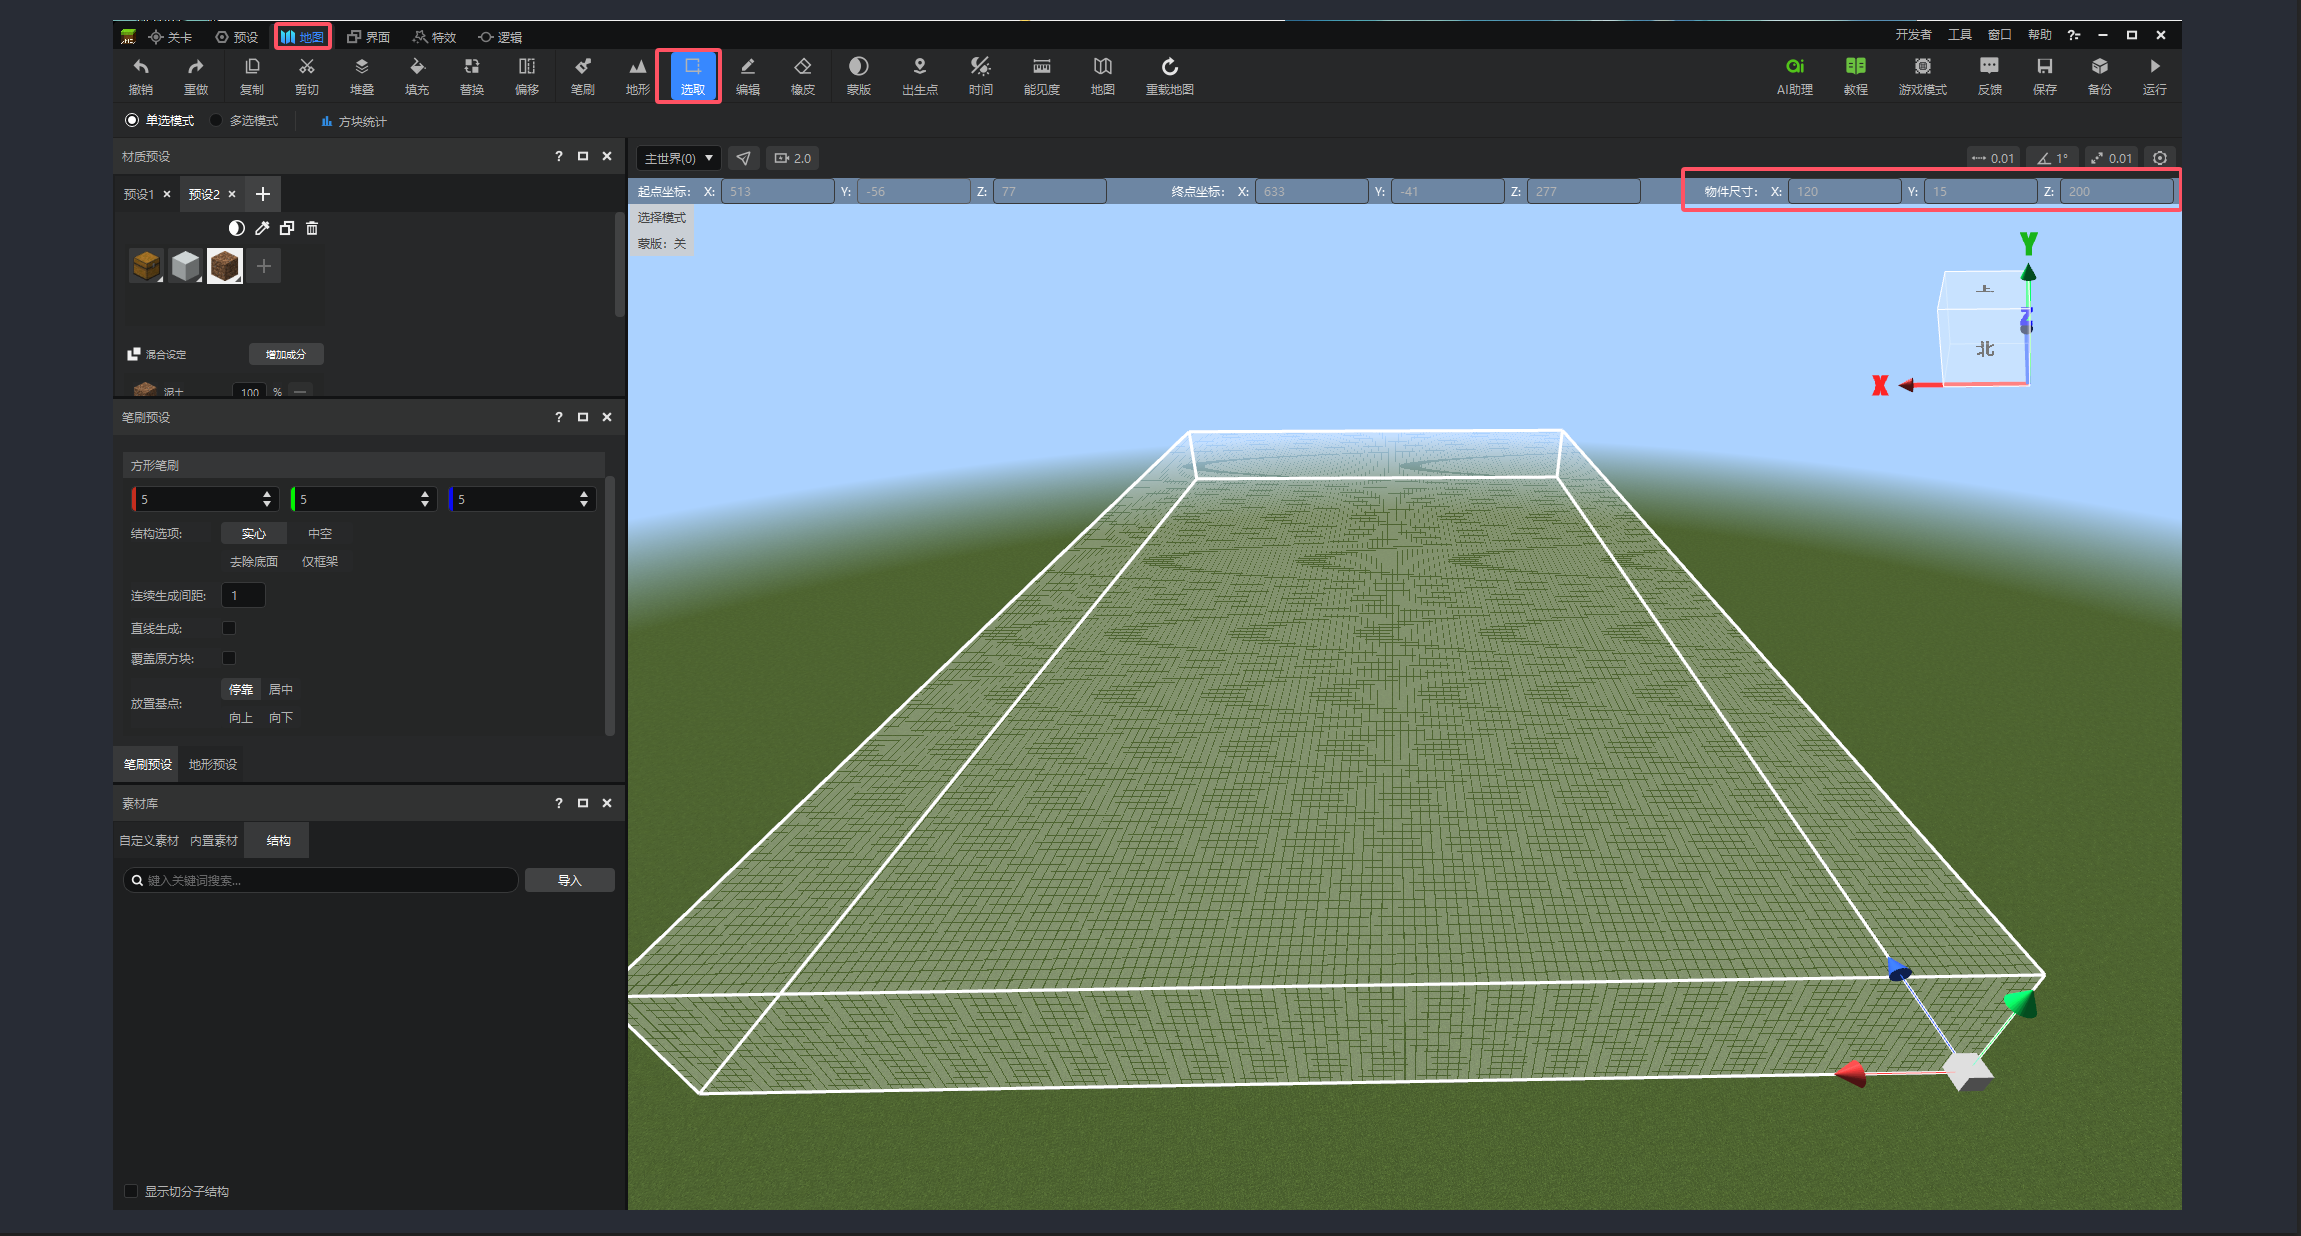 关卡 预设 地图 界面 特效 逻辑 开发者 工具 窗口 帮助
撤销 重做 复制 剪切 堆叠 填充 替换 偏移 笔刷 地形 选取 编辑 橡皮 蒙版 出生点 时间 能见度 地图 重载地图 AI助理 教程 游戏模式 反馈 保存 备份 运行
单选模式 多选模式 方块统计
材质预设
主世界(0) 2.0 0.01 1° 0.01
预设1 × 预设2 × +
起点坐标: X: 513 Y: -56 Z: 77 终点坐标: X: 633 Y: -41 Z: 277 物件尺寸: X: 120 Y: 15 Z: 200
选择模式
蒙版: 关
Y
上
Z
北
X
混合设定 增加成分
泥土 100 %
笔刷预设
方形笔刷
5 5 5
结构选项: 实心 中空
去除底面 仅框架
连续生成间距: 1
直线生成:
覆盖原方块:
放置基点: 停靠 居中
向上 向下
笔刷预设 地形预设
素材库
自定义素材 内置素材 结构
键入关键词搜索... 导入
显示切分子结构